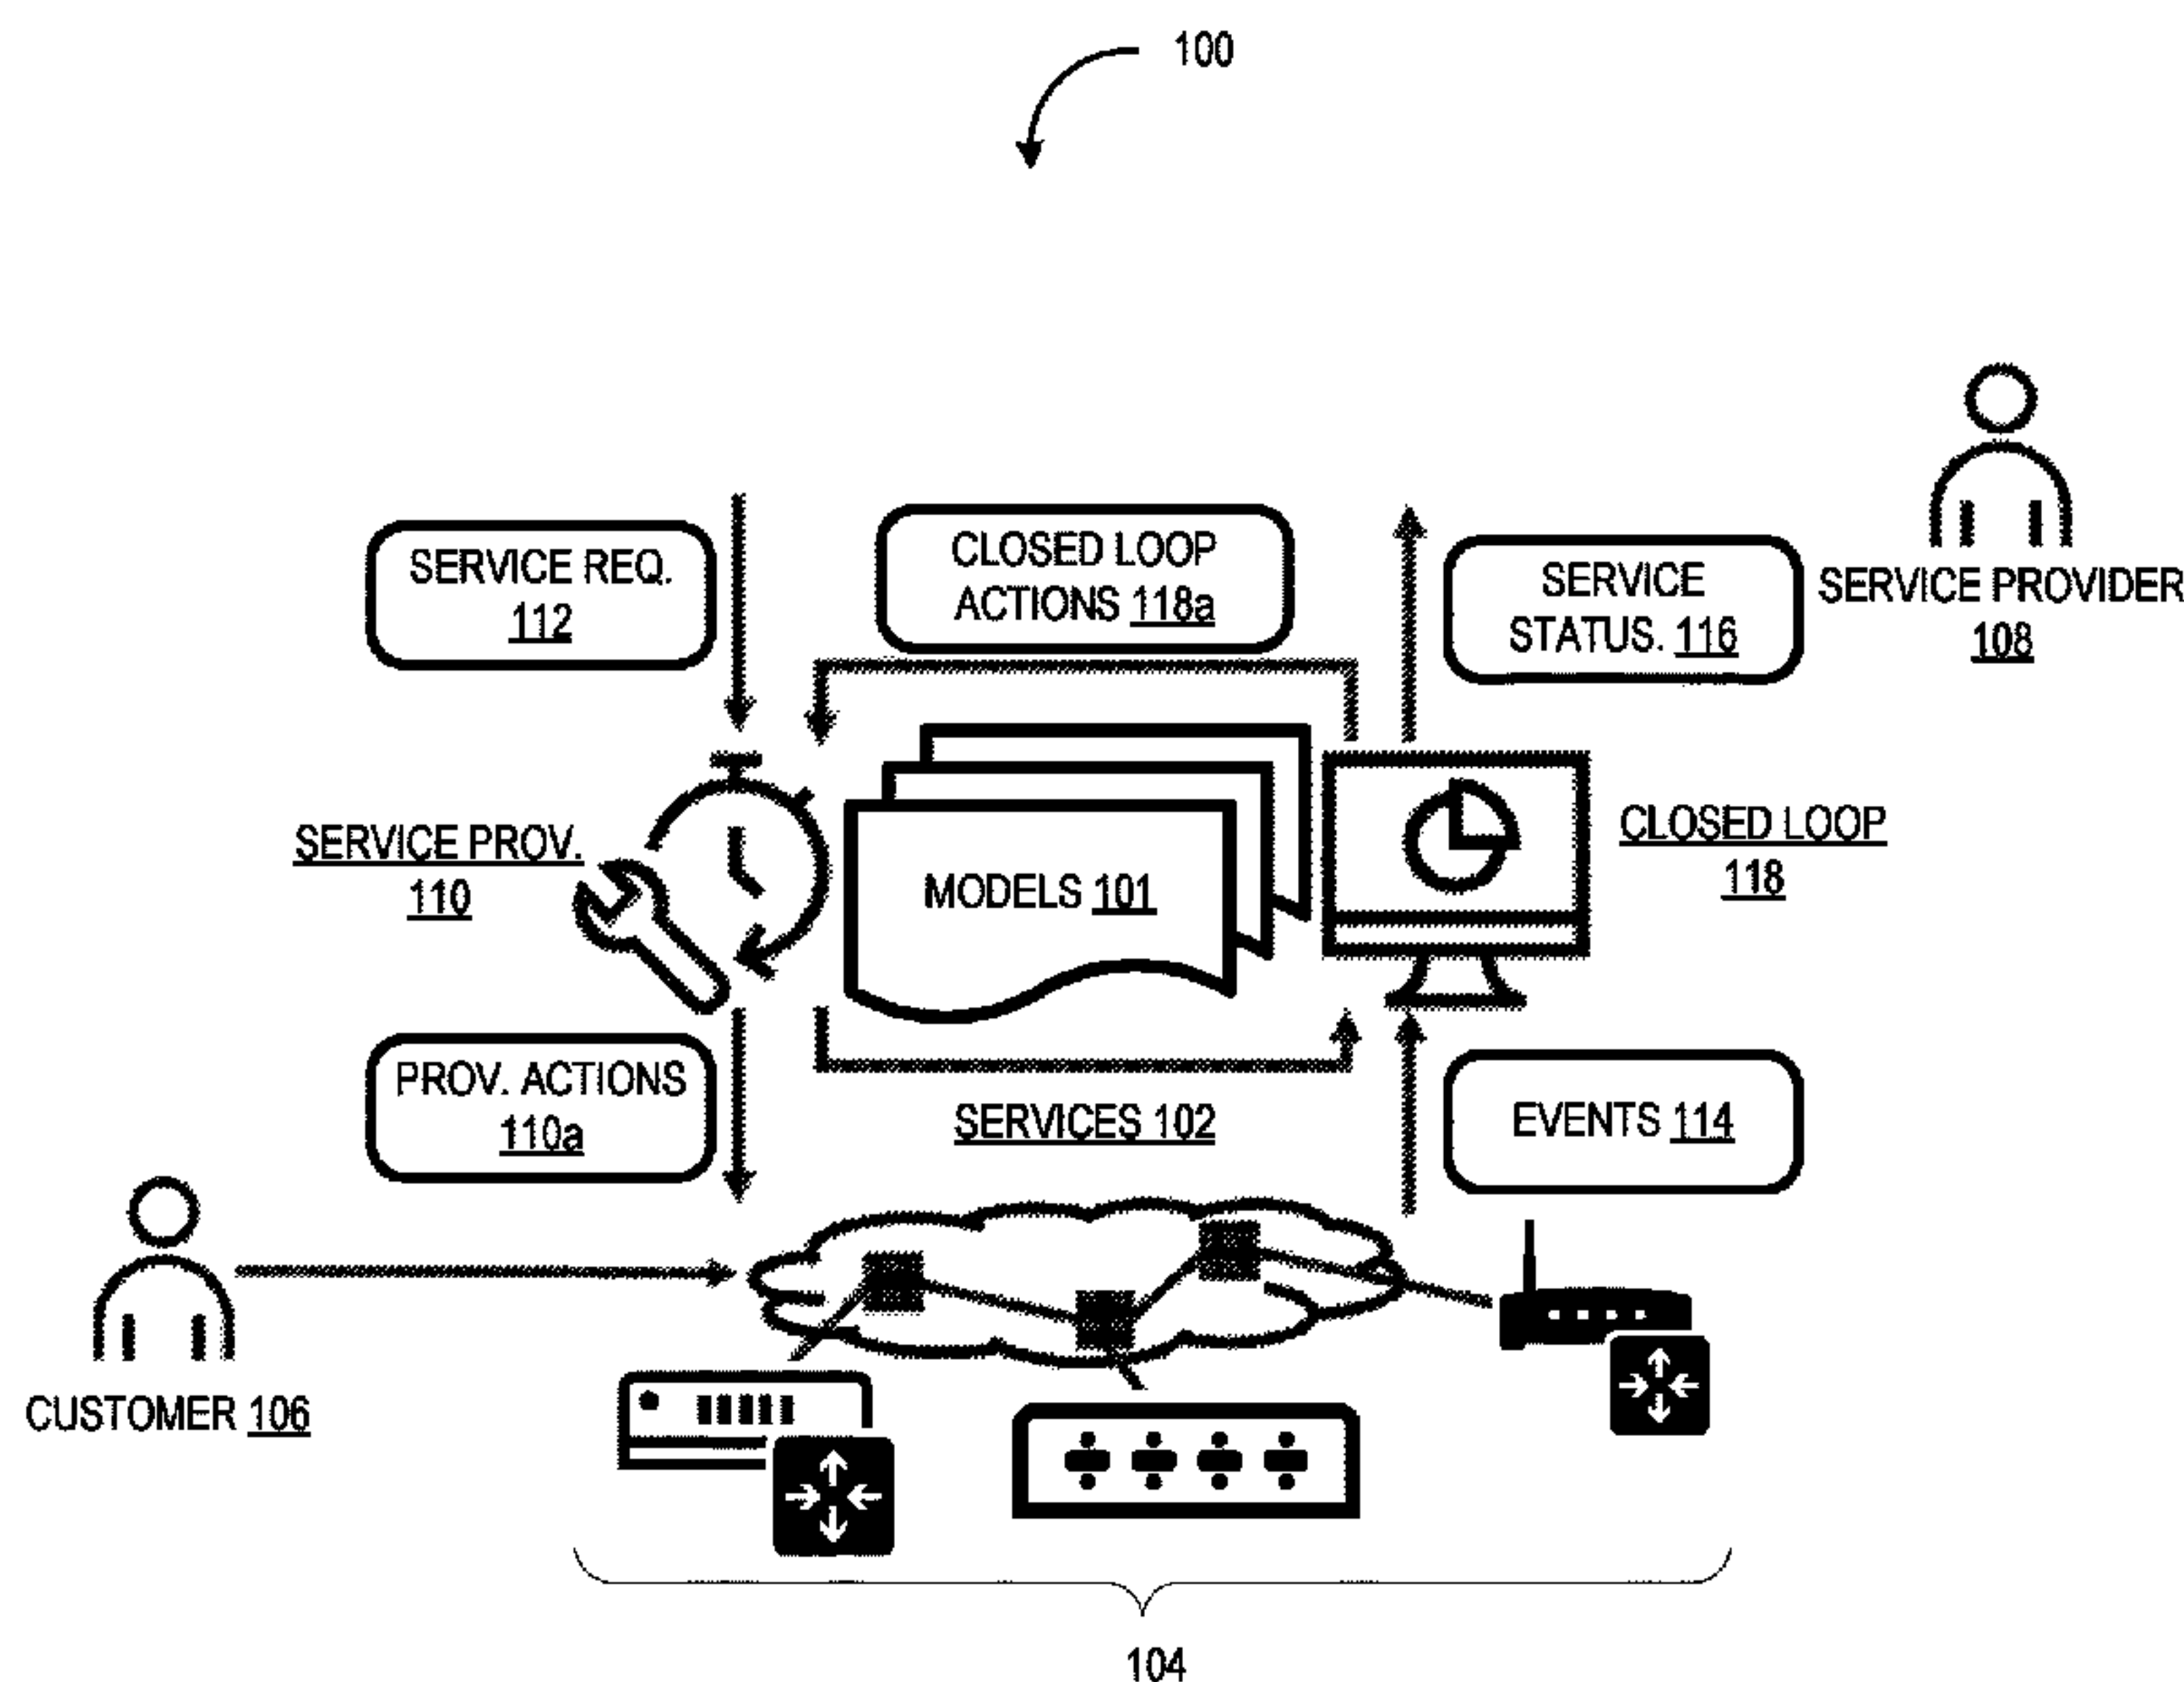 100
SERVICE REQ.
112
CLOSED LOOP
ACTIONS 118a
SERVICE
STATUS. 116
SERVICE PROVIDER
108
SERVICE PROV.
110
MODELS 101
CLOSED LOOP
118
PROV. ACTIONS
110a
SERVICES 102
EVENTS 114
CUSTOMER 106
104